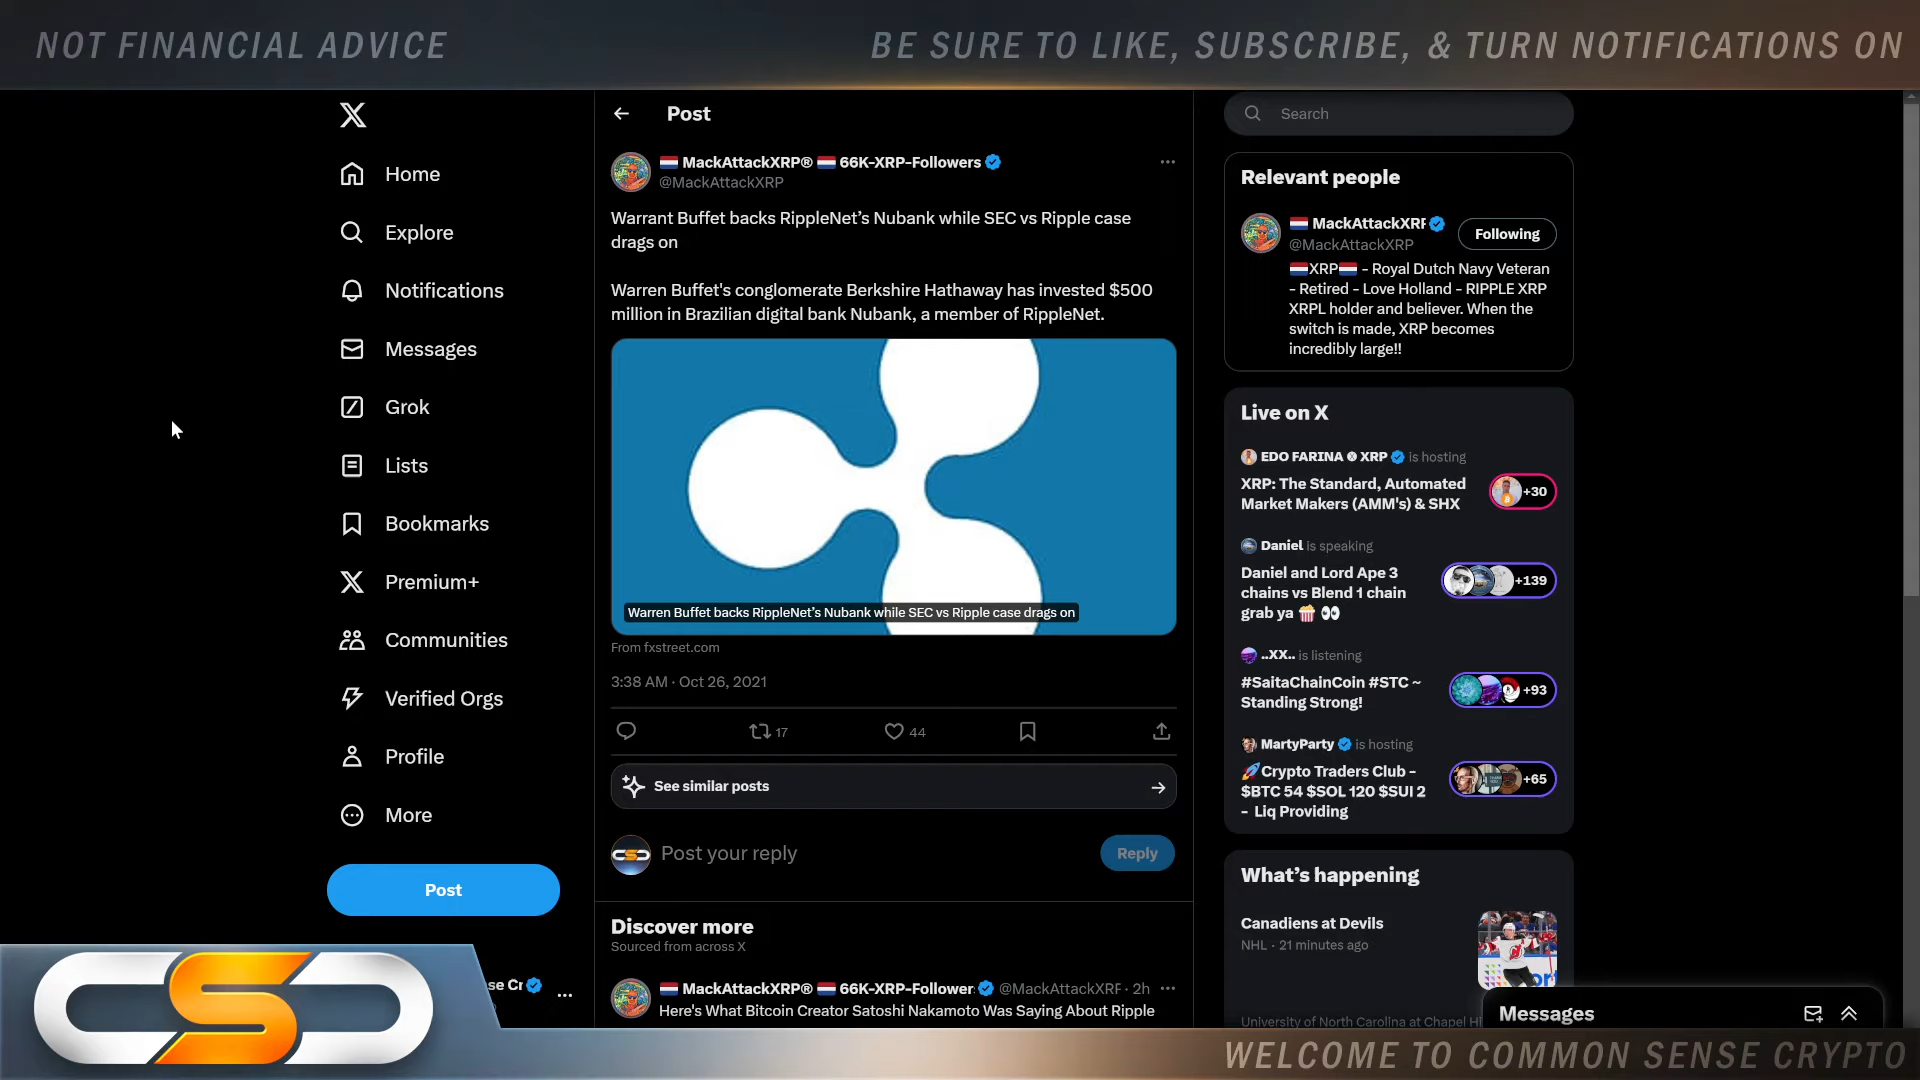 NOT FINANCIAL ADVICE
BE SURE TO LIKE, SUBSCRIBE, & TURN NOTIFICATIONS ON
Home
Explore
Notifications
Messages
Grok
Lists
Bookmarks
Premium+
Communities
Verified Orgs
Profile
More
Post
se Cr
Post
MackAttackXRP® 66K-XRP-Followers
@MackAttackXRP
Warrant Buffet backs RippleNet’s Nubank while SEC vs Ripple case
drags on
Warren Buffet's conglomerate Berkshire Hathaway has invested $500
million in Brazilian digital bank Nubank, a member of RippleNet.
Warren Buffet backs RippleNet’s Nubank while SEC vs Ripple case drags on
From fxstreet.com
3:38 AM · Oct 26, 2021
17
44
See similar posts
Post your reply
Reply
Discover more
Sourced from across X
MackAttackXRP® 66K-XRP-Follower @MackAttackXRF · 2h
Here's What Bitcoin Creator Satoshi Nakamoto Was Saying About Ripple
Search
Relevant people
MackAttackXRF
@MackAttackXRP
Following
XRP - Royal Dutch Navy Veteran
- Retired - Love Holland - RIPPLE XRP
XRPL holder and believer. When the
switch is made, XRP becomes
incredibly large!!
Live on X
EDO FARINA XRP is hosting
XRP: The Standard, Automated
Market Makers (AMM's) & SHX
+30
Daniel is speaking
Daniel and Lord Ape 3
chains vs Blend 1 chain
grab ya 🍿 👀
+139
..XX.. is listening
#SaitaChainCoin #STC ~
Standing Strong!
+93
MartyParty is hosting
🚀Crypto Traders Club -
$BTC 54 $SOL 120 $SUI 2
- Liq Providing
+65
What’s happening
Canadiens at Devils
NHL · 21 minutes ago
University of North Carolina at Chapel Hi
Messages
CSC
WELCOME TO COMMON SENSE CRYPTO